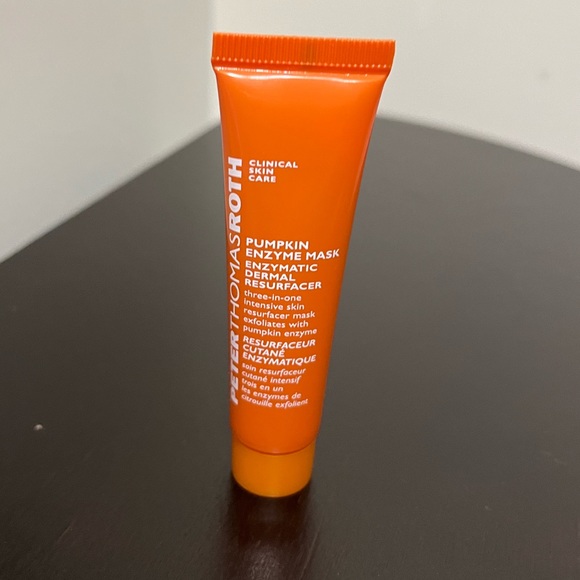 PETERTHOMASROTH
CLINICAL
SKIN
CARE
PUMPKIN
ENZYME MASK
ENZYMATIC
DERMAL
RESURFACER
three-in-one
intensive skin
resurfacer mask
exfoliates with
pumpkin enzyme
RESURFACEUR
CUTANÉ
ENZYMATIQUE
soin resurfaceur
cutané intensif
trois en un
les enzymes de
citrouille exfolient